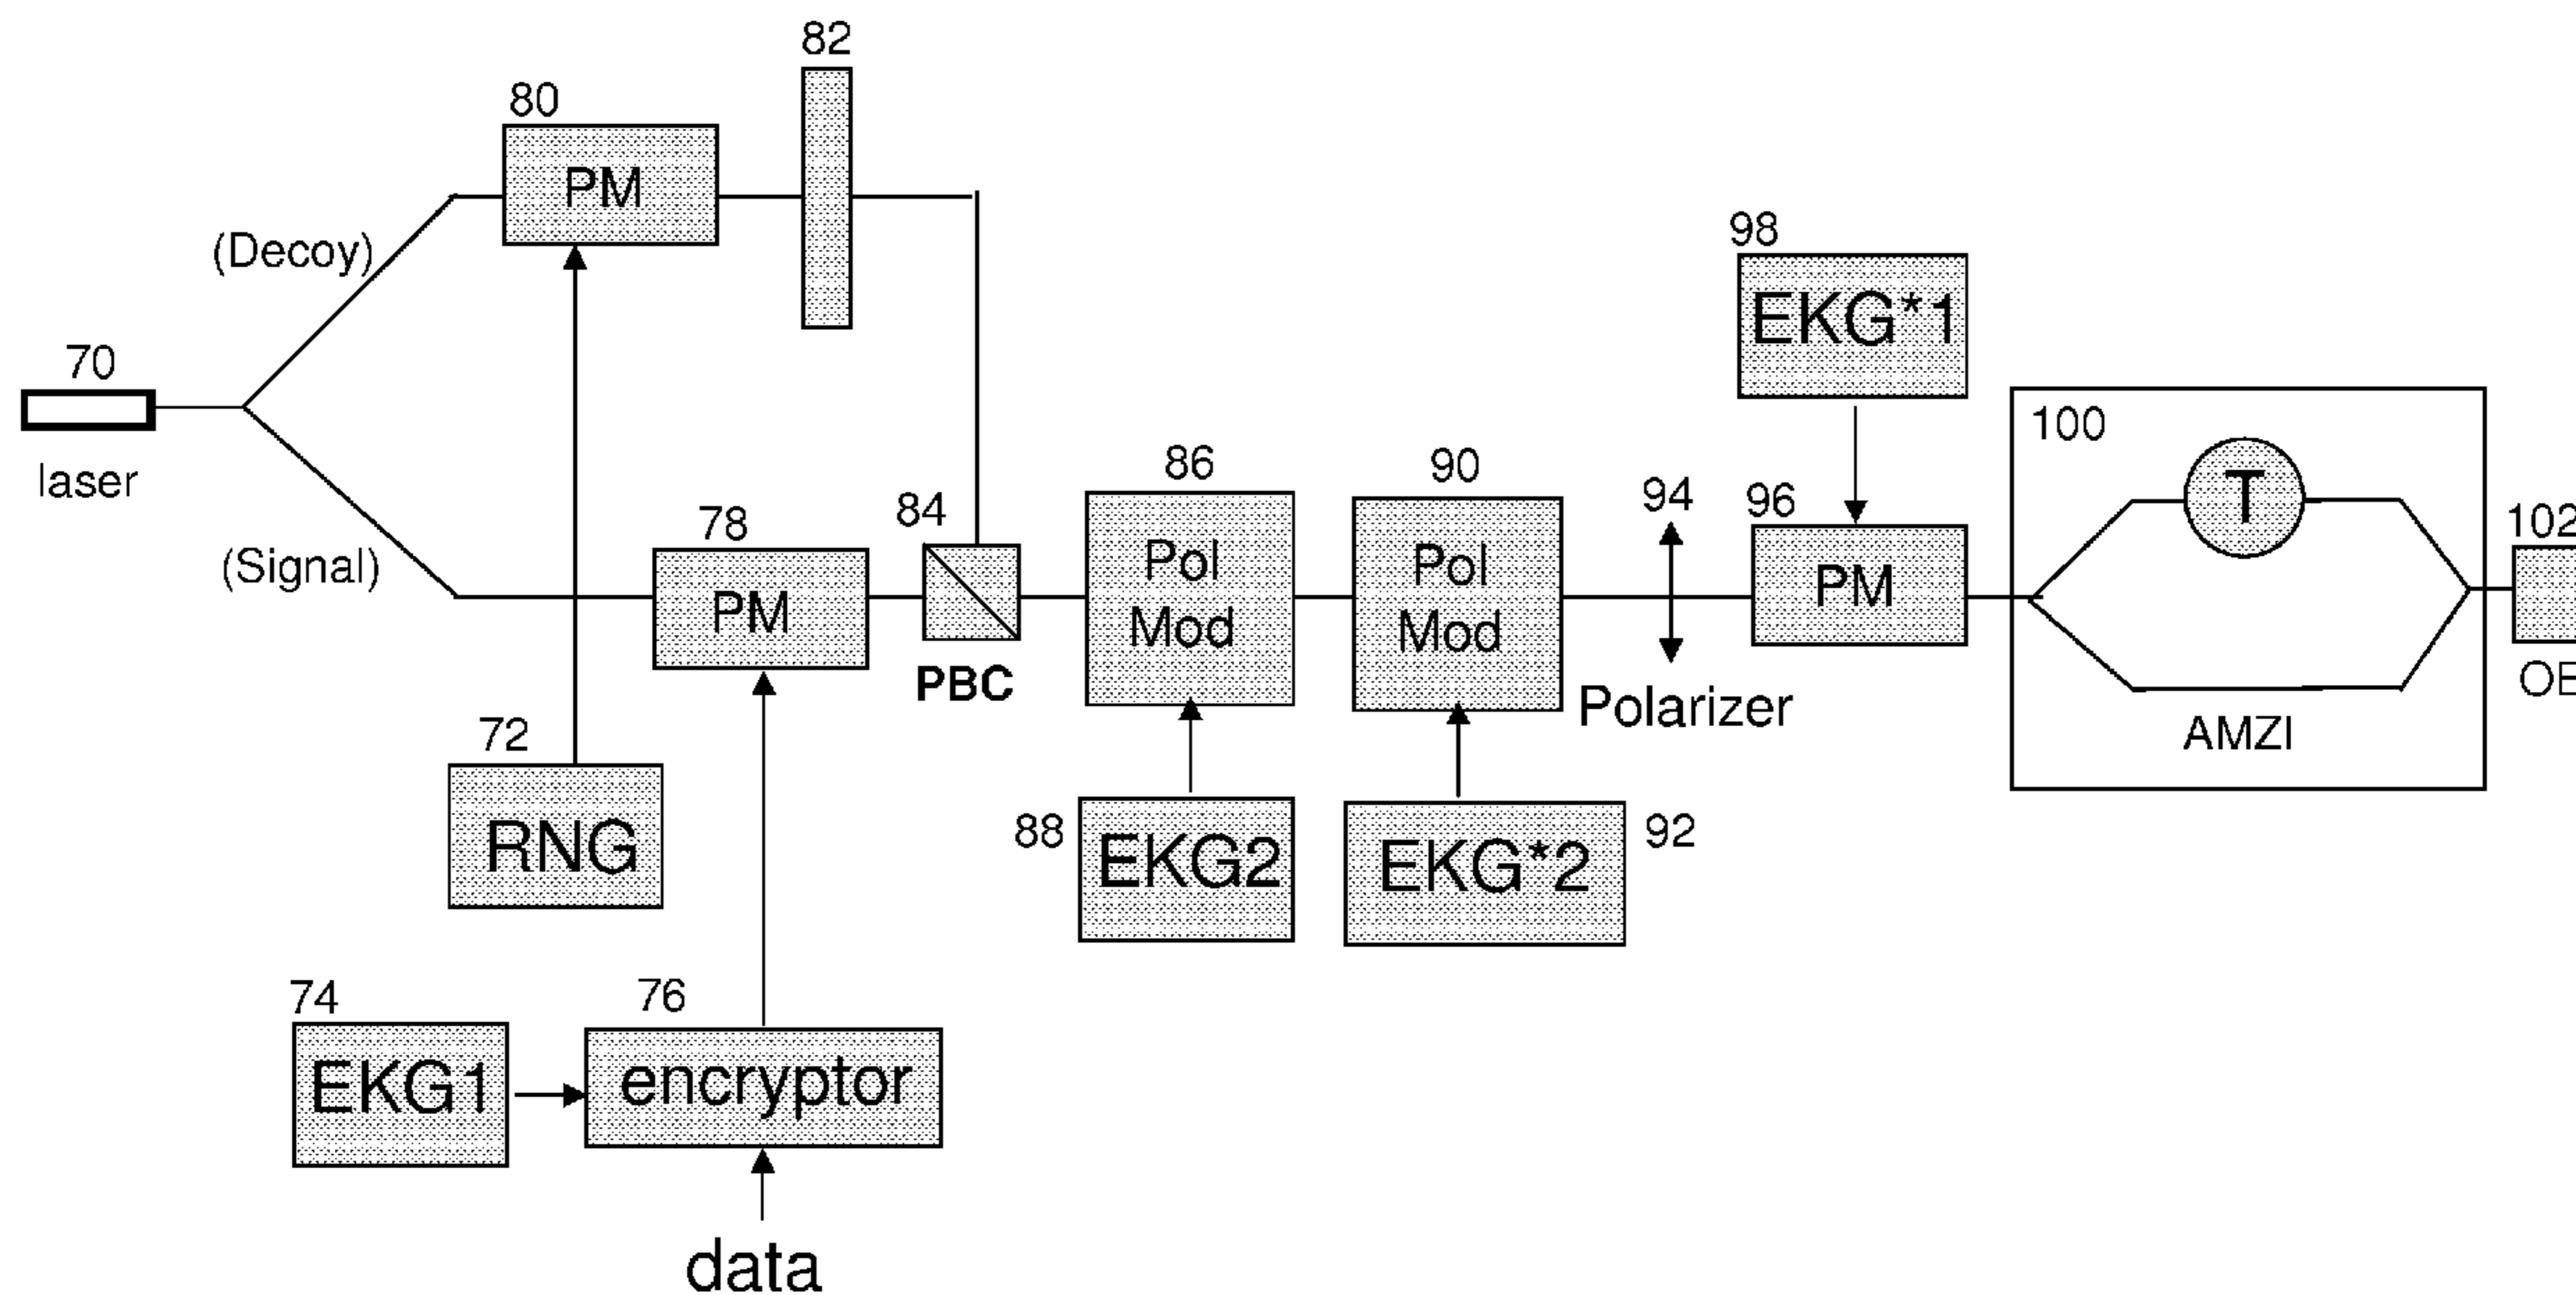 82
80
PM
(Decoy)
98
EKG*1
70
laser
100
T
AMZI
86
Pol
Mod
90
Pol
Mod
94
Polarizer
96
PM
102
84
PBC
78
PM
(Signal)
72
RNG
88
EKG2
EKG*2
92
74
EKG1
76
encryptor
data